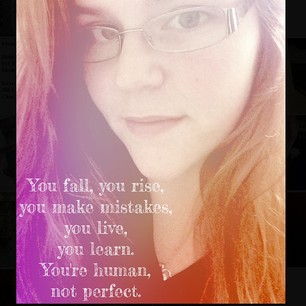 You fall, you rise,
you make mistakes,
you live,
you learn.
You're human,
not perfect.